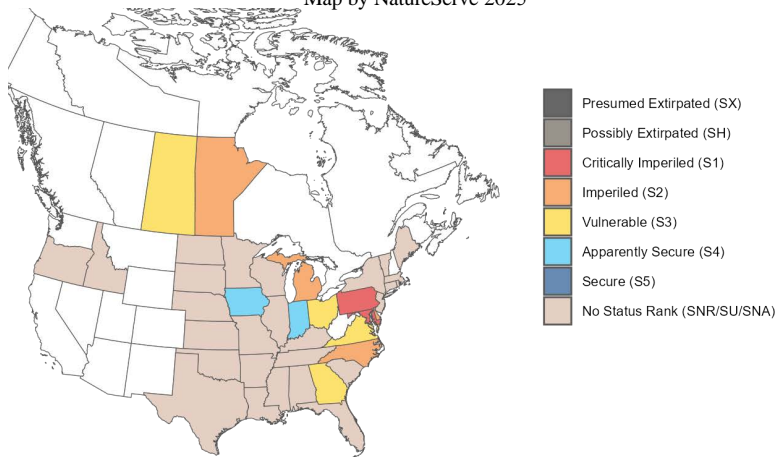 Map by NatureServe 2025
Presumed Extirpated (SX)
Possibly Extirpated (SH)
Critically Imperiled (S1)
Imperiled (S2)
Vulnerable (S3)
Apparently Secure (S4)
Secure (S5)
No Status Rank (SNR/SU/SNA)